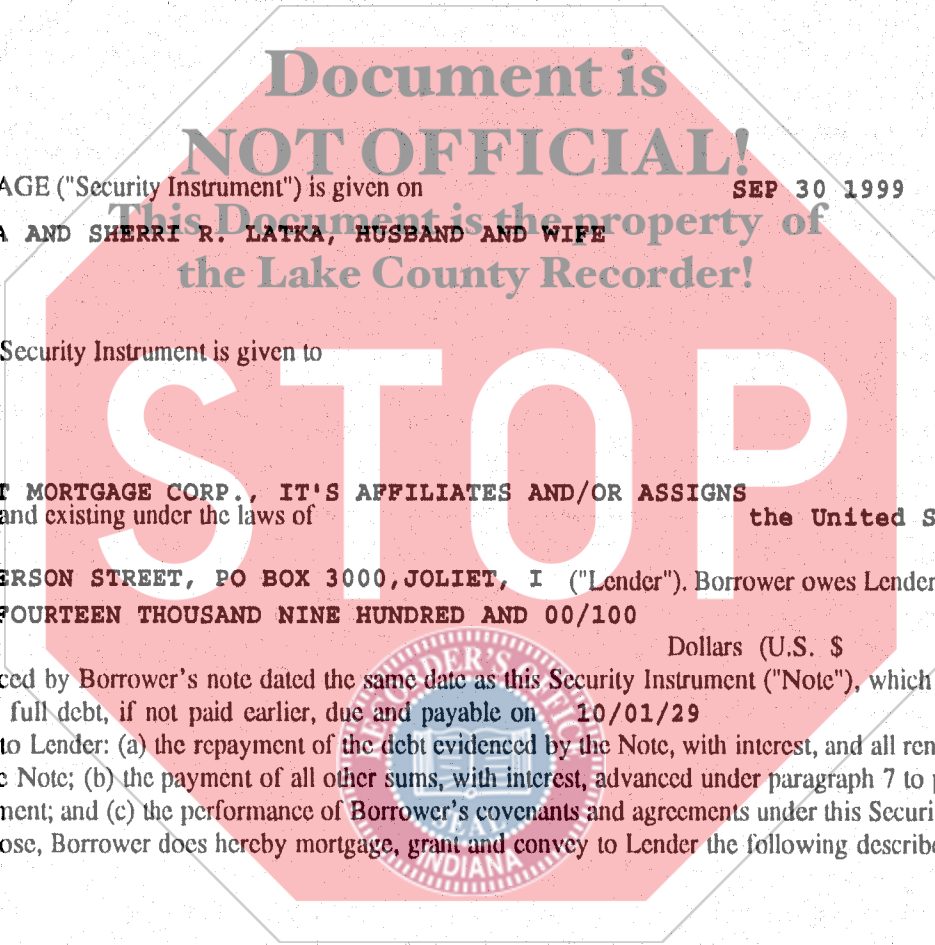 Document is
NOT OFFICIAL!
AGE ("Security Instrument") is given on SEP 30 1999
This Document is the property of
A AND SHERRI R. LATKA, HUSBAND AND WIFE
the Lake County Recorder!
Security Instrument is given to
STOP
T MORTGAGE CORP., IT'S AFFILIATES AND/OR ASSIGNS
and existing under the laws of the United S
ERSON STREET, PO BOX 3000,JOLIET, I ("Lender"). Borrower owes Lender
FOURTEEN THOUSAND NINE HUNDRED AND 00/100
Dollars (U.S. $
ced by Borrower's note dated the same date as this Security Instrument ("Note"), which
full debt, if not paid earlier, due and payable on 10/01/29
to Lender: (a) the repayment of the debt evidenced by the Note, with interest, and all ren
e Note; (b) the payment of all other sums, with interest, advanced under paragraph 7 to p
ment; and (c) the performance of Borrower's covenants and agreements under this Securi
ose, Borrower does hereby mortgage, grant and convey to Lender the following describe
RECORDER'S OFFICE
SEAL
INDIANA